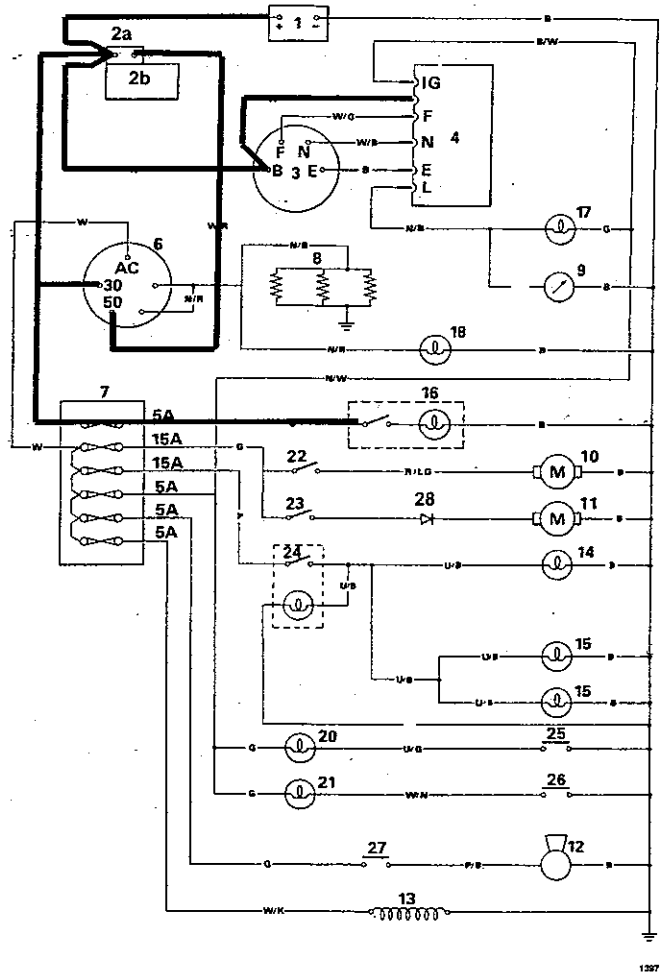 + 1 − B
2a
B/W
2b
IG
W/G F
F N W/B N 4
B 3 E B E
L
N/B 17 G
W W/R
6 8 9 B
AC N/R
30
50 N/R
N/R 18 B
N/W
7 16
5A B
W 15A G 22 10
15A R/LG M B
5A 23 28 11
5A P M B
5A 24 14
U/B U/B B
15
U/B B
U/B 15
U/B B
20 25
G U/G
21 26
G W/N
27 12
G P/B B
13
W/K
1397